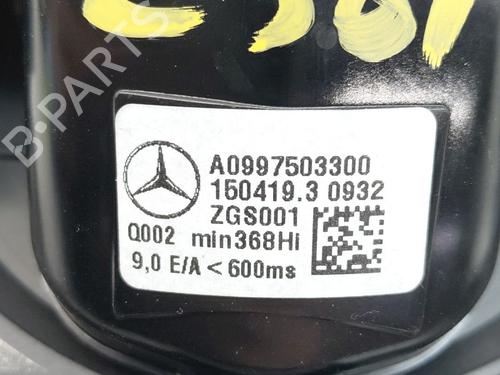 B-PARTS
A0997503300
150419.3 0932
ZGS001
Q002 min368Hi
9,0 E/A < 600ms